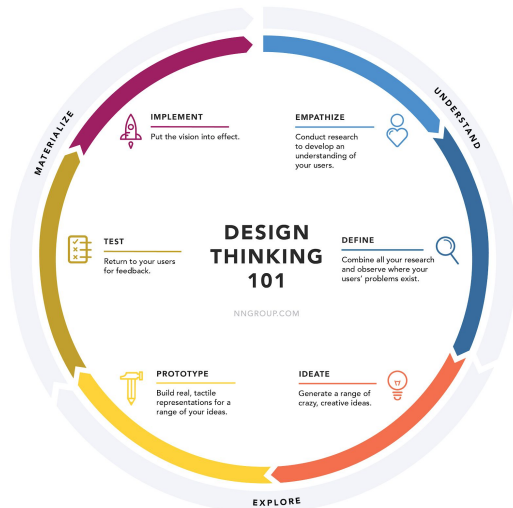 DESIGN
THINKING
101
NNGROUP.COM
UNDERSTAND
EMPATHIZE
Conduct research
to develop an
understanding of
your users.
DEFINE
Combine all your research
and observe where your
users' problems exist.
EXPLORE
IDEATE
Generate a range of
crazy, creative ideas.
PROTOTYPE
Build real, tactile
representations for a
range of your ideas.
MATERIALIZE
TEST
Return to your users
for feedback.
IMPLEMENT
Put the vision into effect.